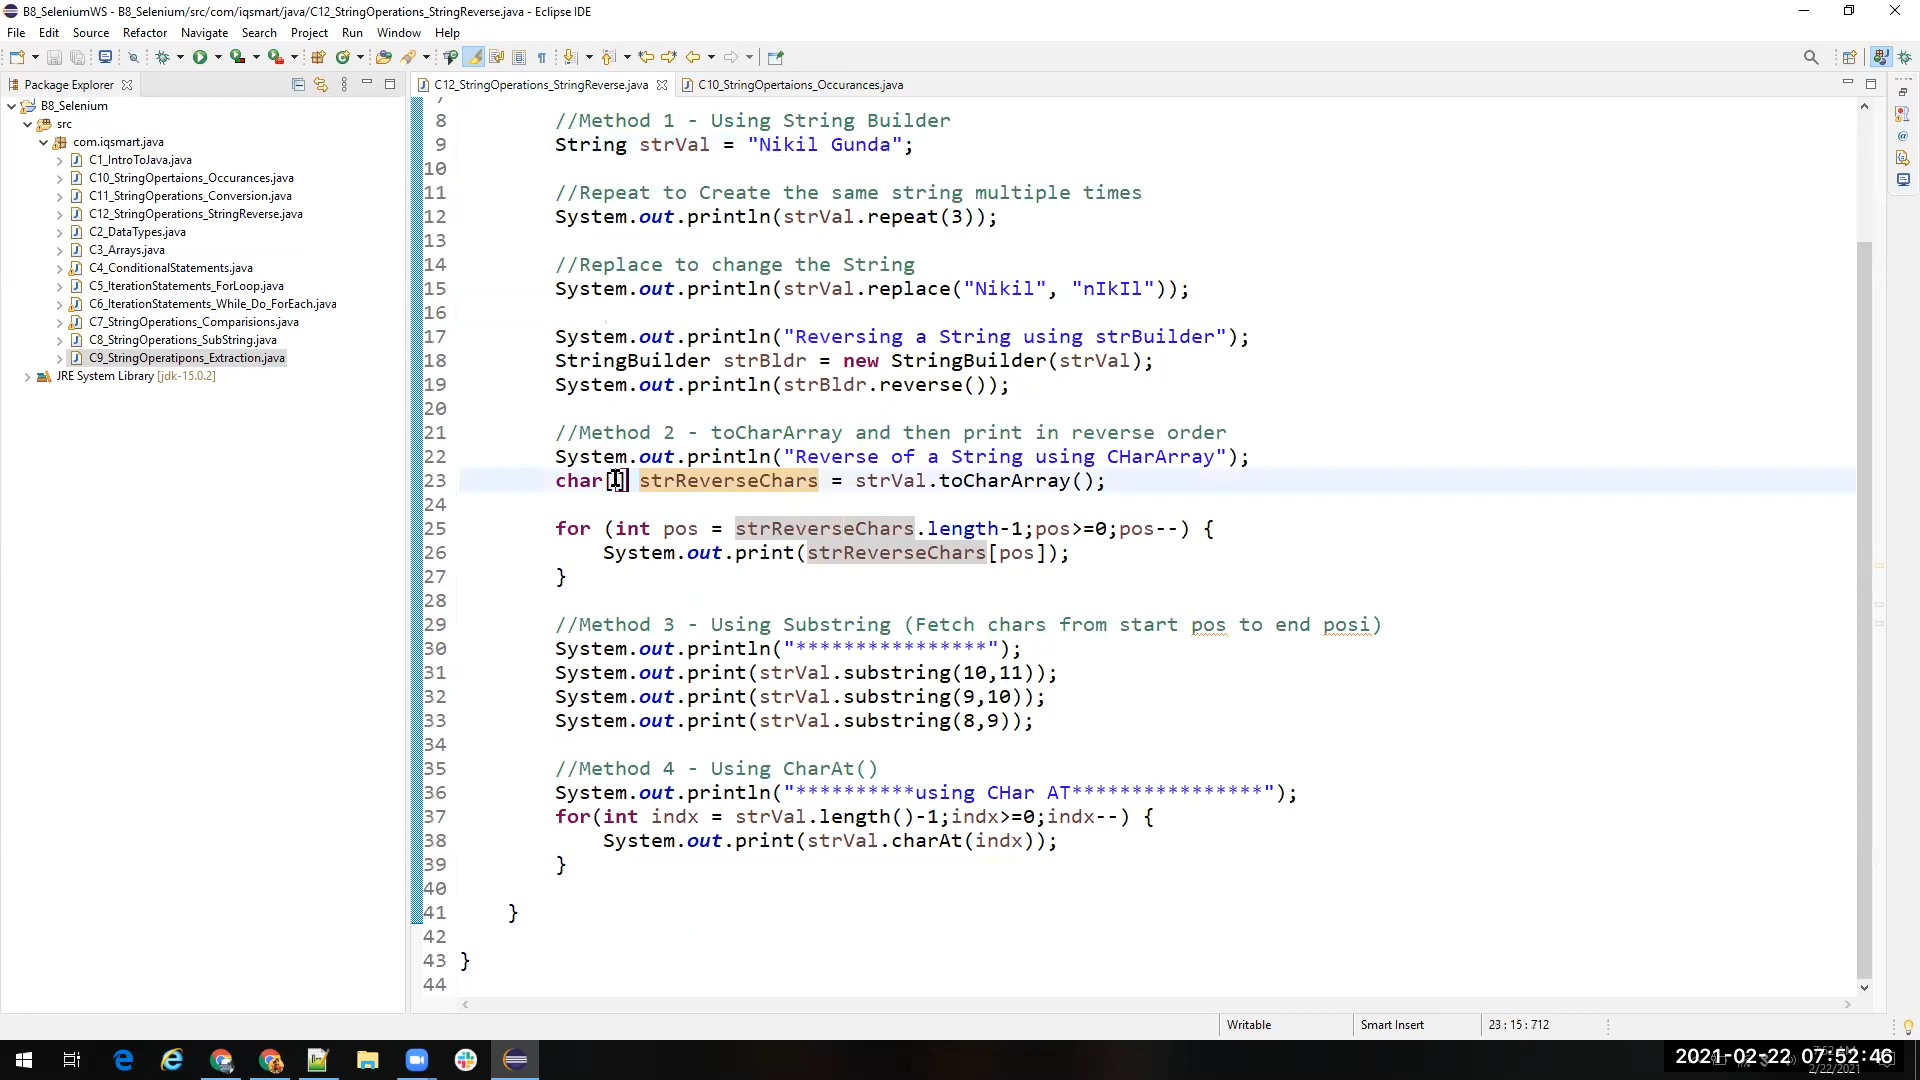 B8_SeleniumWS - B8_Selenium/src/com/iqsmart/java/C12_StringOperations_StringReverse.java - Eclipse IDE
File Edit Source Refactor Navigate Search Project Run Window Help
Package Explorer
C12_StringOperations_StringReverse.java
C10_StringOpertaions_Occurances.java
B8_Selenium
src
com.iqsmart.java
C1_IntroToJava.java
C10_StringOpertaions_Occurances.java
C11_StringOperations_Conversion.java
C12_StringOperations_StringReverse.java
C2_DataTypes.java
C3_Arrays.java
C4_ConditionalStatements.java
C5_IterationStatements_ForLoop.java
C6_IterationStatements_While_Do_ForEach.java
C7_StringOperations_Comparisions.java
C8_StringOperations_SubString.java
C9_StringOperatipons_Extraction.java
JRE System Library [jdk-15.0.2]
7
8 //Method 1 - Using String Builder
9 String strVal = "Nikil Gunda";
10
11 //Repeat to Create the same string multiple times
12 System.out.println(strVal.repeat(3));
13
14 //Replace to change the String
15 System.out.println(strVal.replace("Nikil", "nIkIl"));
16
17 System.out.println("Reversing a String using strBuilder");
18 StringBuilder strBldr = new StringBuilder(strVal);
19 System.out.println(strBldr.reverse());
20
21 //Method 2 - toCharArray and then print in reverse order
22 System.out.println("Reverse of a String using CHarArray");
23 char[] strReverseChars = strVal.toCharArray();
24
25 for (int pos = strReverseChars.length-1;pos>=0;pos--) {
26 System.out.print(strReverseChars[pos]);
27 }
28
29 //Method 3 - Using Substring (Fetch chars from start pos to end posi)
30 System.out.println("****************");
31 System.out.print(strVal.substring(10,11));
32 System.out.print(strVal.substring(9,10));
33 System.out.print(strVal.substring(8,9));
34
35 //Method 4 - Using CharAt()
36 System.out.println("**********using CHar AT****************");
37 for(int indx = strVal.length()-1;indx>=0;indx--) {
38 System.out.print(strVal.charAt(indx));
39 }
40
41 }
42
43 }
44
Writable
Smart Insert
23 : 15 : 712
2021-02-22 07:52:46
2/22/2021